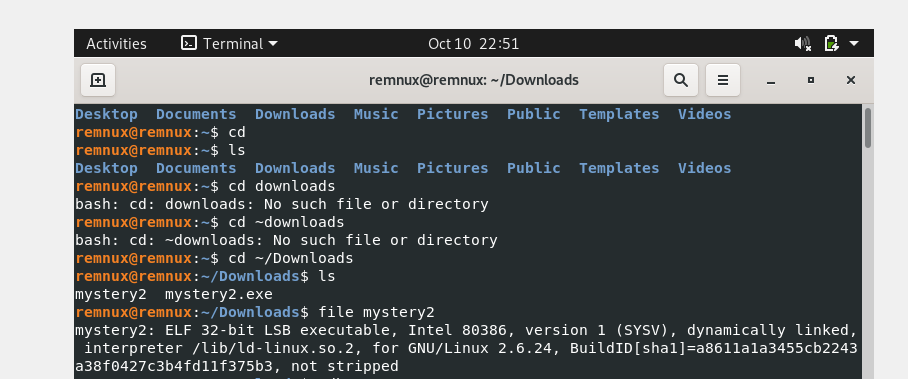 Activities Terminal Oct 10 22:51
remnux@remnux: ~/Downloads
Desktop Documents Downloads Music Pictures Public Templates Videos
remnux@remnux:~$ cd
remnux@remnux:~$ ls
Desktop Documents Downloads Music Pictures Public Templates Videos
remnux@remnux:~$ cd downloads
bash: cd: downloads: No such file or directory
remnux@remnux:~$ cd ~downloads
bash: cd: ~downloads: No such file or directory
remnux@remnux:~$ cd ~/Downloads
remnux@remnux:~/Downloads$ ls
mystery2 mystery2.exe
remnux@remnux:~/Downloads$ file mystery2
mystery2: ELF 32-bit LSB executable, Intel 80386, version 1 (SYSV), dynamically linked,
interpreter /lib/ld-linux.so.2, for GNU/Linux 2.6.24, BuildID[sha1]=a8611a1a3455cb2243
a38f0427c3b4fd11f375b3, not stripped